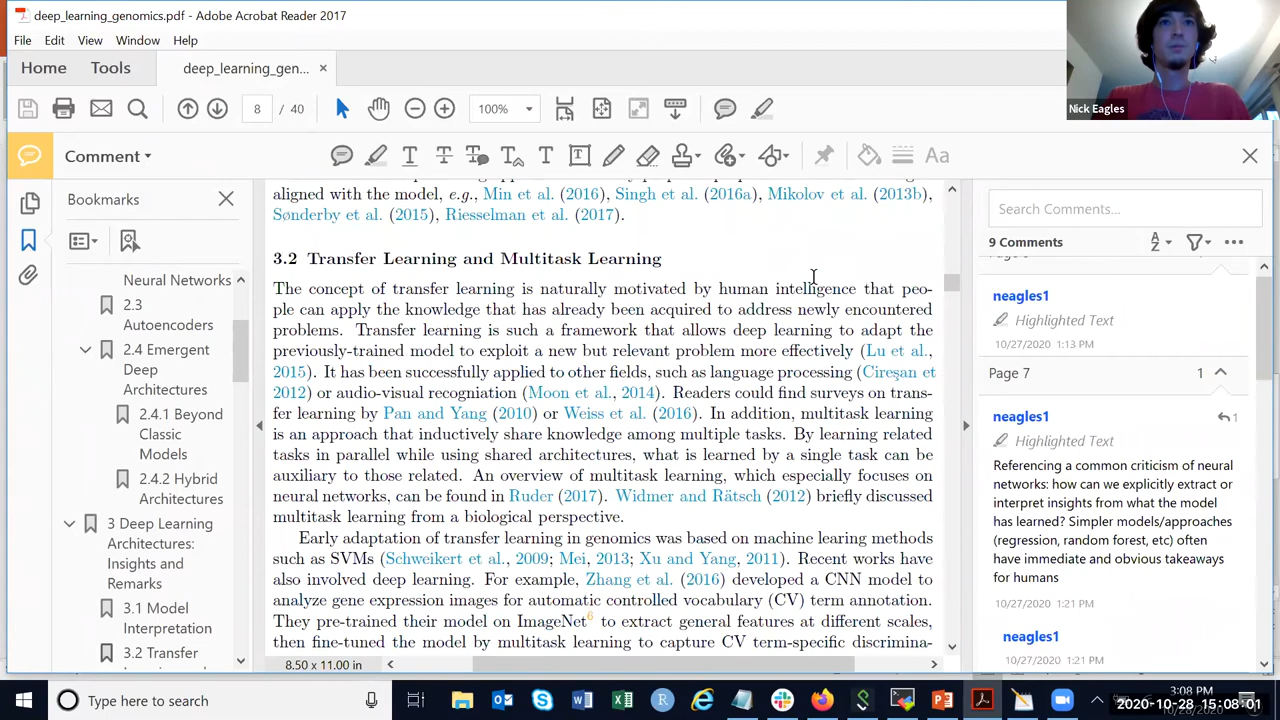 deep_learning_genomics.pdf - Adobe Acrobat Reader 2017
File Edit View Window Help
Home Tools deep_learning_gen... ×
8 / 40 100%
Nick Eagles
Comment
Bookmarks
Neural Networks
2.3
Autoencoders
2.4 Emergent
Deep
Architectures
2.4.1 Beyond
Classic
Models
2.4.2 Hybrid
Architectures
3 Deep Learning
Architectures:
Insights and
Remarks
3.1 Model
Interpretation
3.2 Transfer
aligned with the model, e.g., Min et al. (2016), Singh et al. (2016a), Mikolov et al. (2013b),
Sønderby et al. (2015), Riesselman et al. (2017).
3.2 Transfer Learning and Multitask Learning
The concept of transfer learning is naturally motivated by human intelligence that peo-
ple can apply the knowledge that has already been acquired to address newly encountered
problems. Transfer learning is such a framework that allows deep learning to adapt the
previously-trained model to exploit a new but relevant problem more effectively (Lu et al.,
2015). It has been successfully applied to other fields, such as language processing (Cireşan et
2012) or audio-visual recogniation (Moon et al., 2014). Readers could find surveys on trans-
fer learning by Pan and Yang (2010) or Weiss et al. (2016). In addition, multitask learning
is an approach that inductively share knowledge among multiple tasks. By learning related
tasks in parallel while using shared architectures, what is learned by a single task can be
auxiliary to those related. An overview of multitask learning, which especially focuses on
neural networks, can be found in Ruder (2017). Widmer and Rätsch (2012) briefly discussed
multitask learning from a biological perspective.
Early adaptation of transfer learning in genomics was based on machine learing methods
such as SVMs (Schweikert et al., 2009; Mei, 2013; Xu and Yang, 2011). Recent works have
also involved deep learning. For example, Zhang et al. (2016) developed a CNN model to
analyze gene expression images for automatic controlled vocabulary (CV) term annotation.
They pre-trained their model on ImageNet6 to extract general features at different scales,
then fine-tuned the model by multitask learning to capture CV term-specific discrimina-
8.50 x 11.00 in
Search Comments...
9 Comments
neagles1
Highlighted Text
10/27/2020 1:13 PM
Page 7 1
neagles1 1
Highlighted Text
Referencing a common criticism of neural
networks: how can we explicitly extract or
interpret insights from what the model
has learned? Simpler models/approaches
(regression, random forest, etc) often
have immediate and obvious takeaways
for humans
10/27/2020 1:21 PM
neagles1
10/27/2020 1:21 PM
Type here to search
3:08 PM
2020-10-28 15:08:01